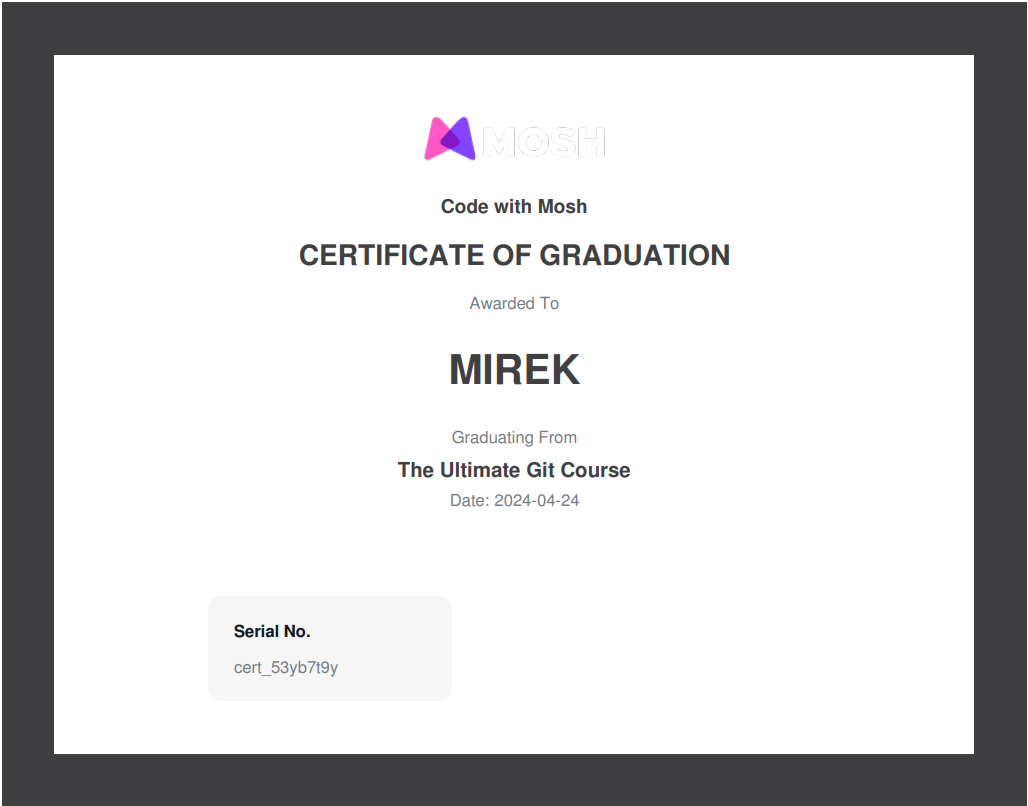 MOSH
Code with Mosh
CERTIFICATE OF GRADUATION
Awarded To
MIREK
Graduating From
The Ultimate Git Course
Date: 2024-04-24
Serial No.
cert_53yb7t9y